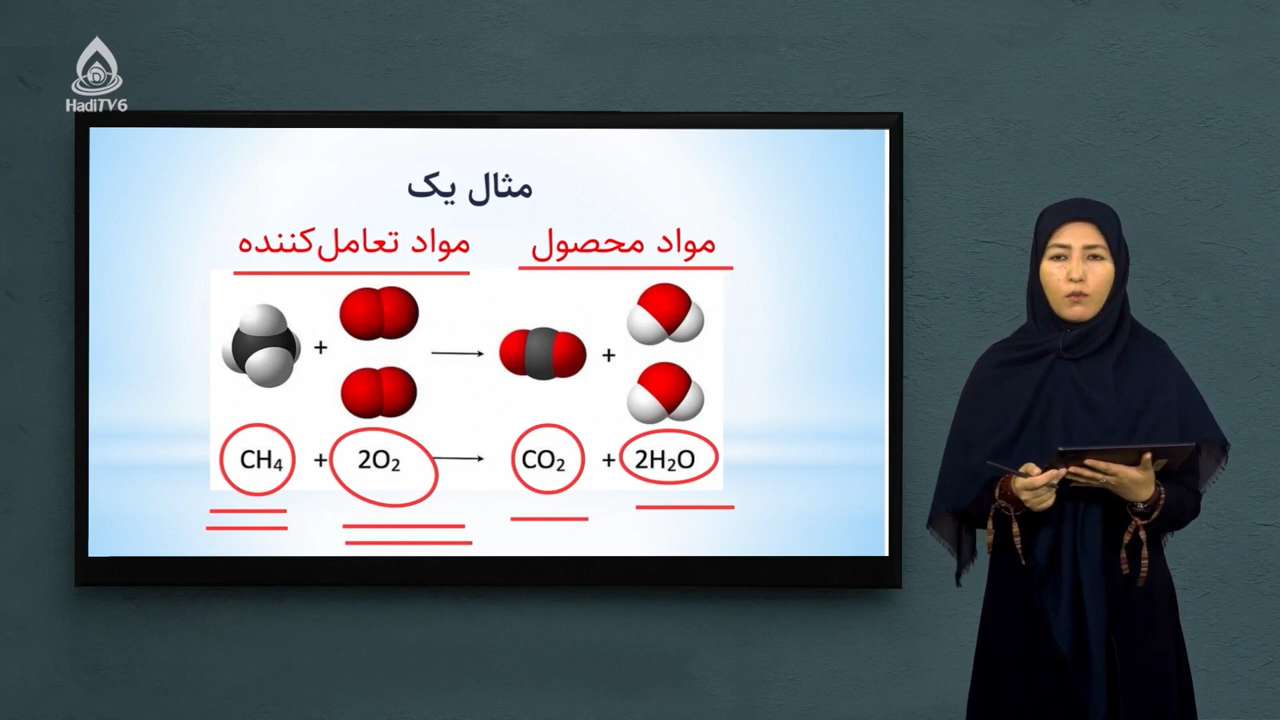 HadiTV6
مثال یک
مواد تعامل‌کننده مواد محصول
+ → +
CH₄ + 2O₂ → CO₂ + 2H₂O